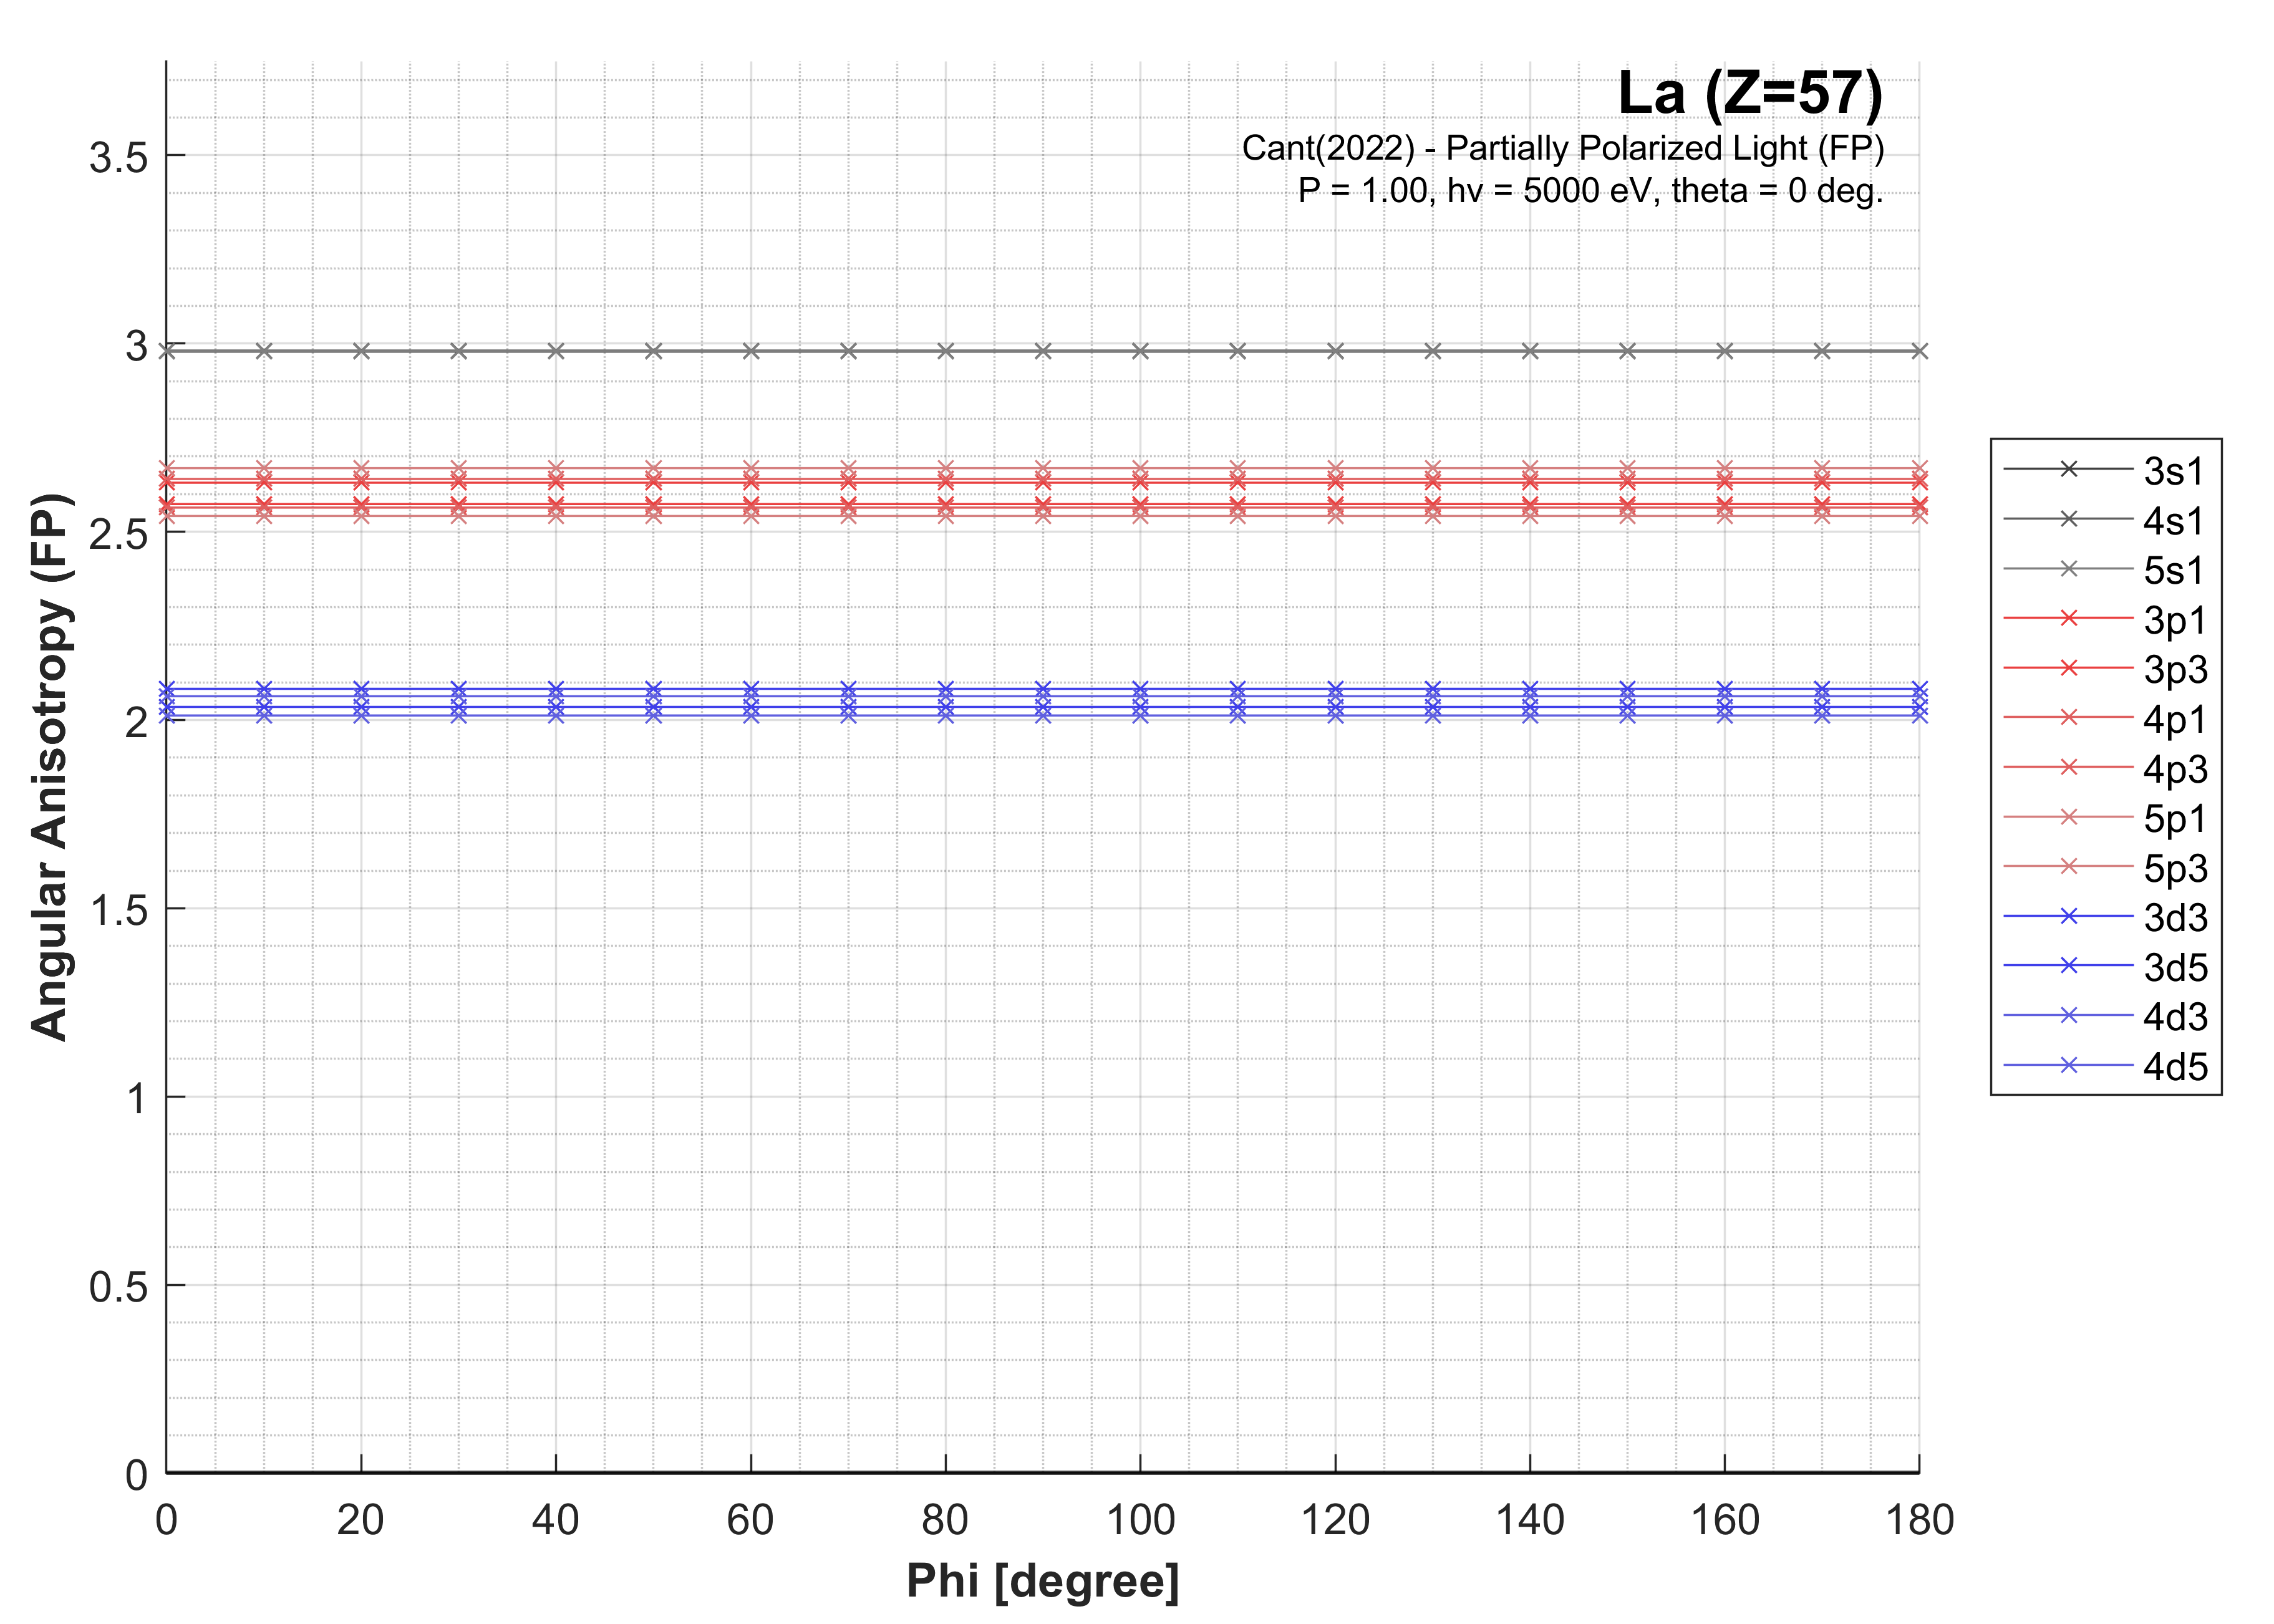 La (Z=57)
Cant(2022) - Partially Polarized Light (FP)
P = 1.00, hv = 5000 eV, theta = 0 deg.
Angular Anisotropy (FP)
3.5
3
2.5
2
1.5
1
0.5
0
0 20 40 60 80 100 120 140 160 180
Phi [degree]
3s1
4s1
5s1
3p1
3p3
4p1
4p3
5p1
5p3
3d3
3d5
4d3
4d5